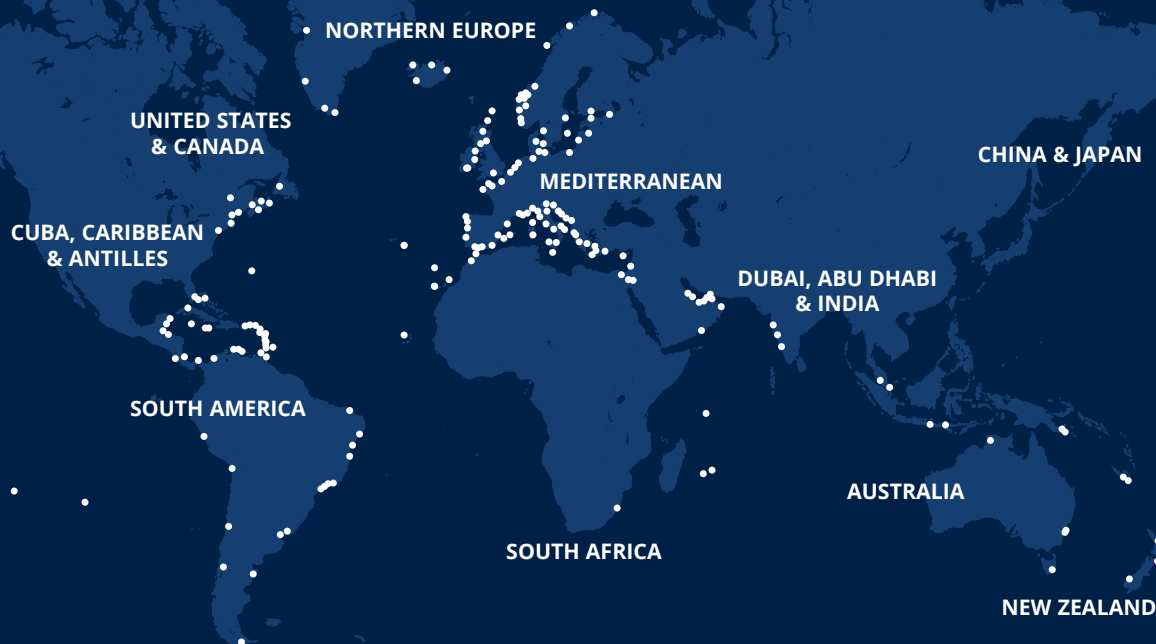 NORTHERN EUROPE
UNITED STATES
& CANADA
CHINA & JAPAN
MEDITERRANEAN
CUBA, CARIBBEAN
& ANTILLES
DUBAI, ABU DHABI
& INDIA
SOUTH AMERICA
AUSTRALIA
SOUTH AFRICA
NEW ZEALAND